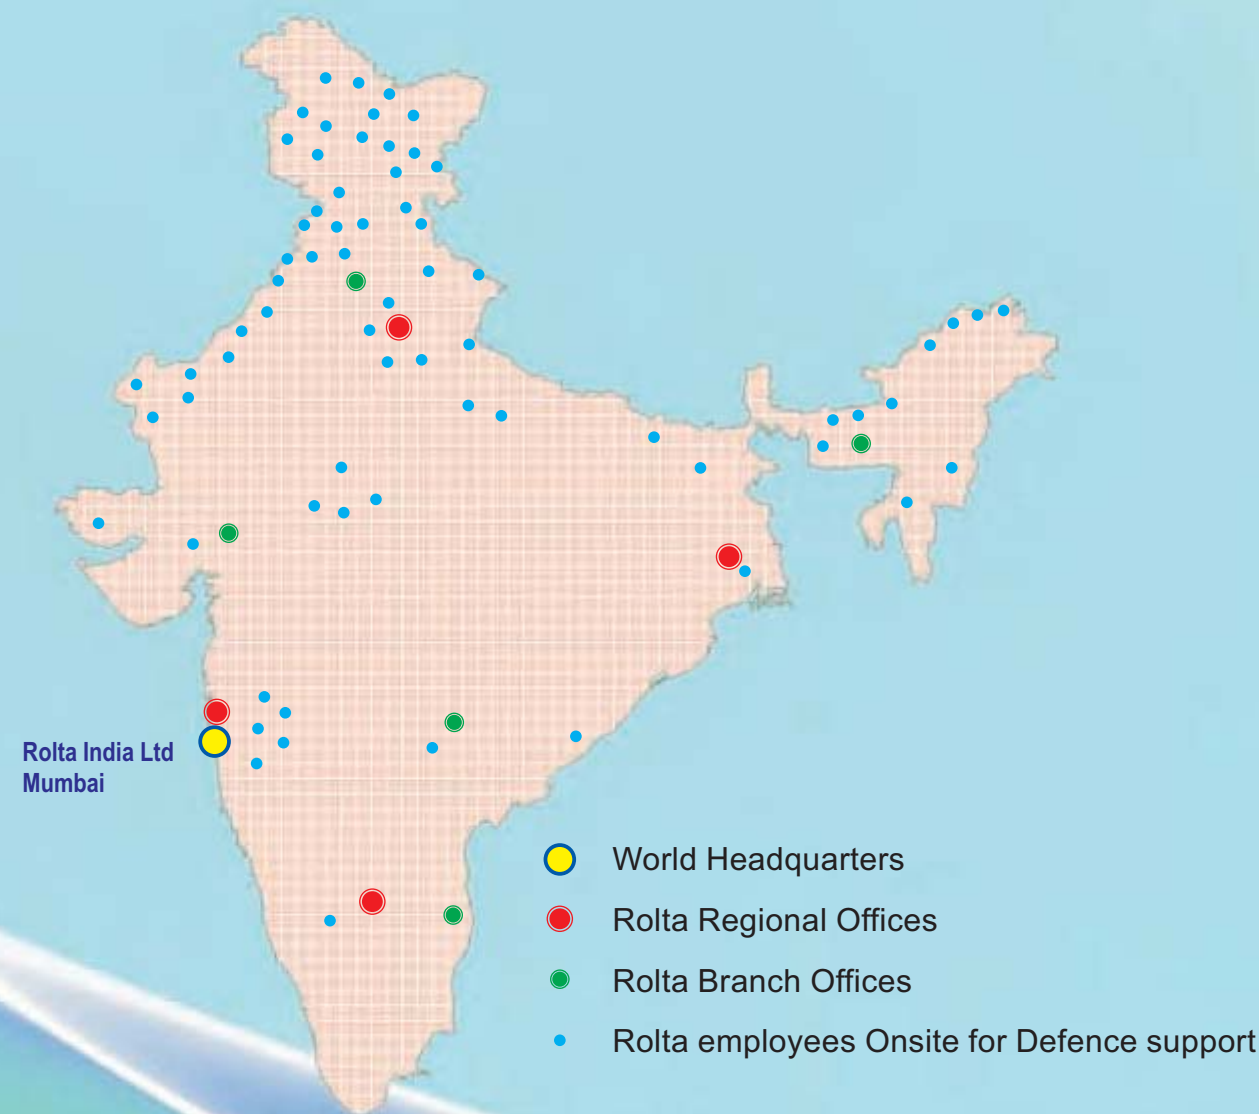 Rolta India Ltd
Mumbai
World Headquarters
Rolta Regional Offices
Rolta Branch Offices
Rolta employees Onsite for Defence support